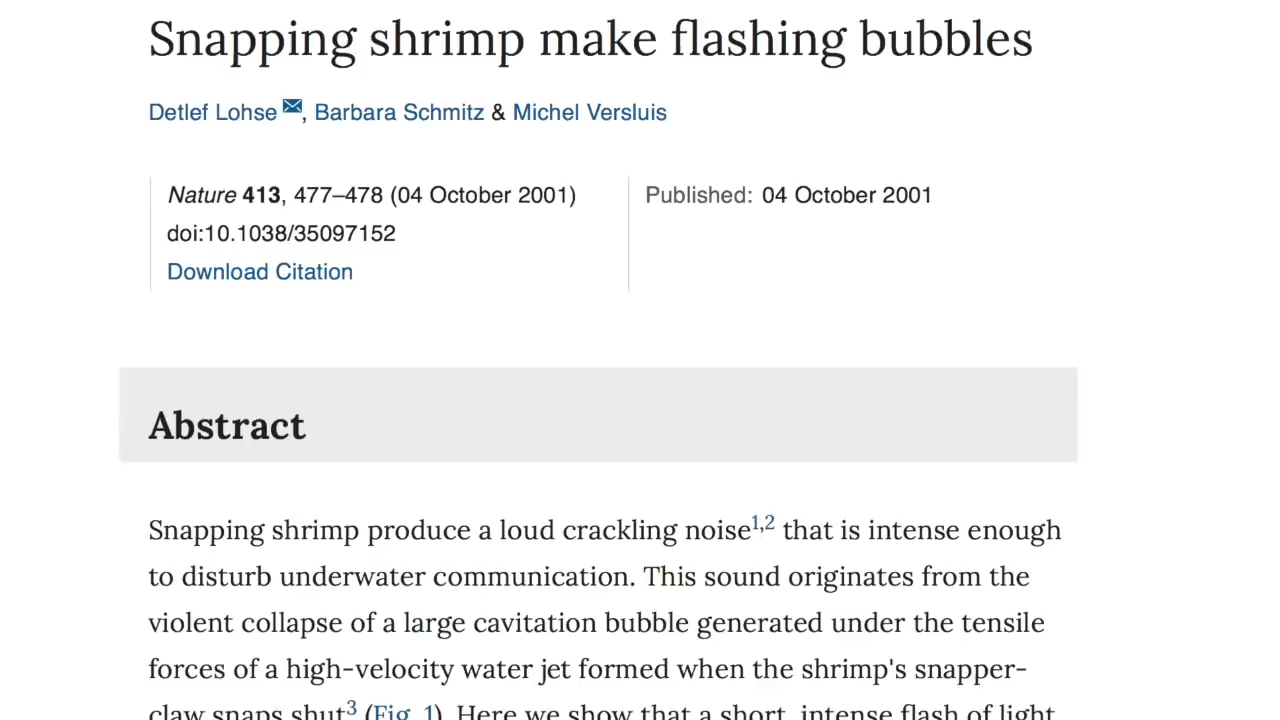 Snapping shrimp make flashing bubbles
Detlef Lohse, Barbara Schmitz & Michel Versluis
Nature 413, 477–478 (04 October 2001)
doi:10.1038/35097152
Download Citation
Published: 04 October 2001
Abstract
Snapping shrimp produce a loud crackling noise1,2 that is intense enough
to disturb underwater communication. This sound originates from the
violent collapse of a large cavitation bubble generated under the tensile
forces of a high-velocity water jet formed when the shrimp's snapper-
claw snaps shut3 (Fig. 1). Here we show that a short, intense flash of light